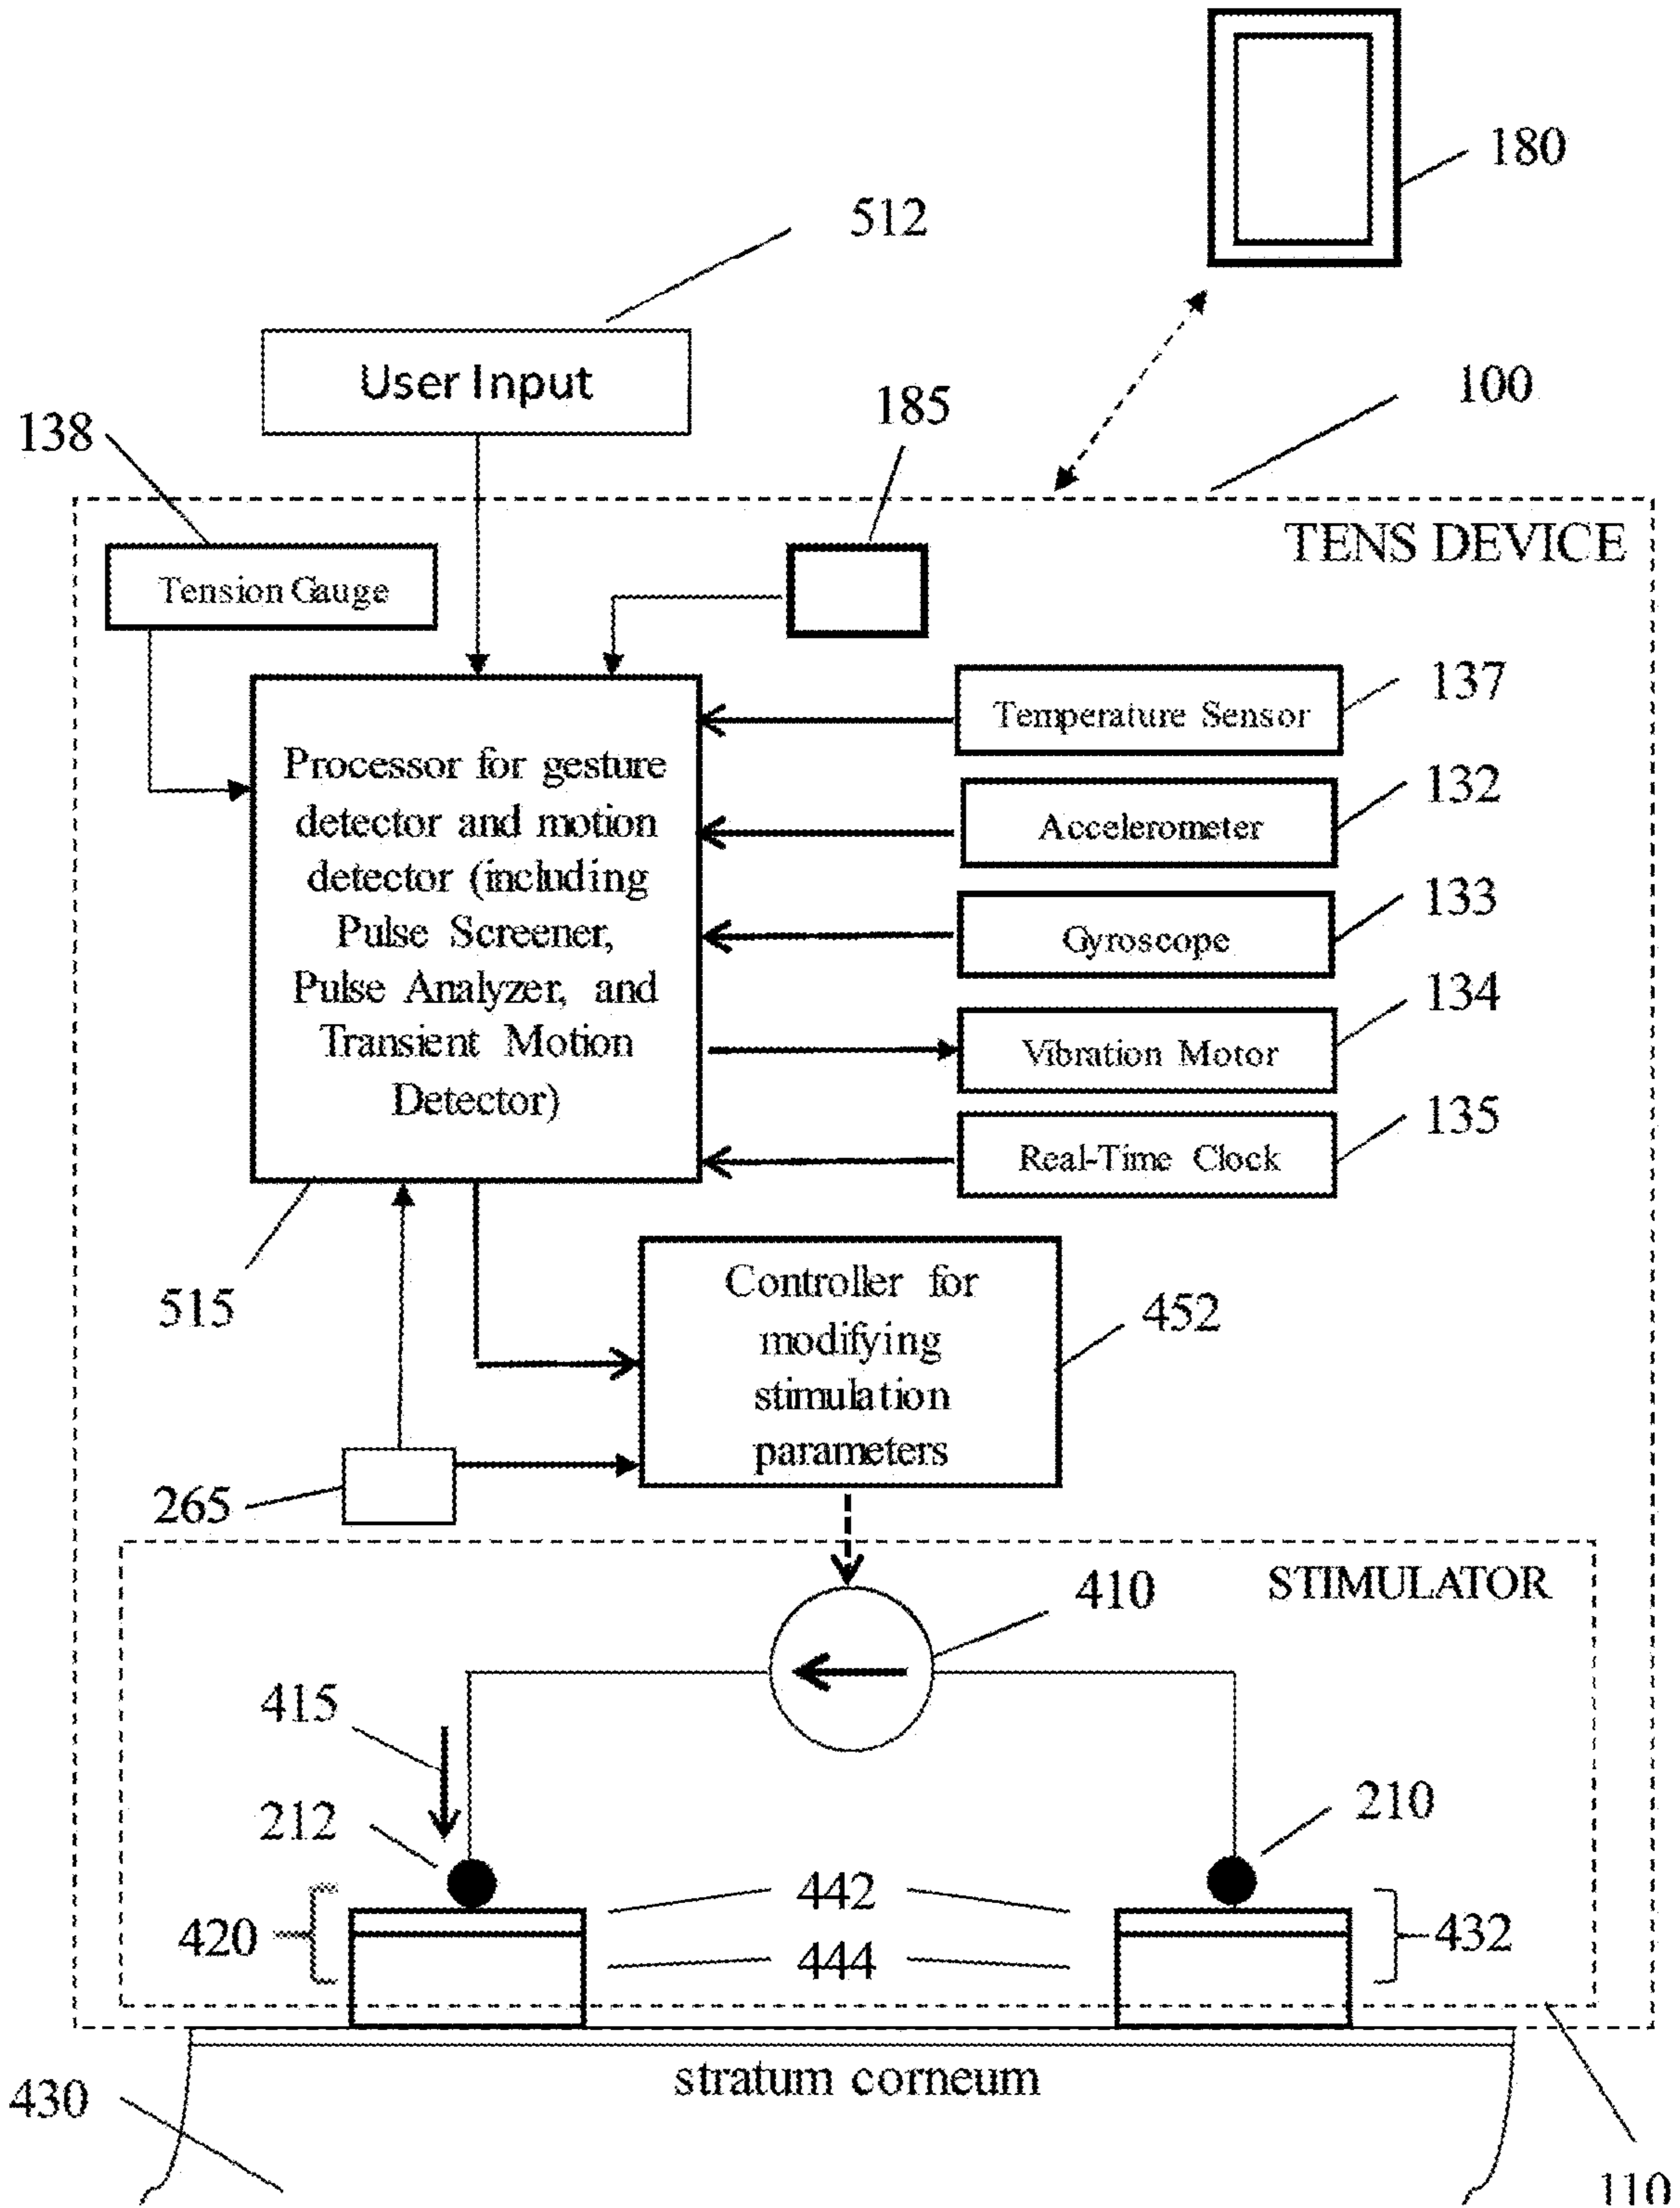 180
512
User Input
185
100
138
TENS DEVICE
Tension Gauge
137
Temperature Sensor
Processor for gesture
detector and motion
detector (including
Pulse Screener,
Pulse Analyzer, and
Transient Motion
Detector)
132
Accelerometer
133
Gyroscope
134
Vibration Motor
135
Real-Time Clock
515
Controller for
modifying
stimulation
parameters
452
265
STIMULATOR
410
415
212
210
442
420
432
444
stratum corneum
430
110